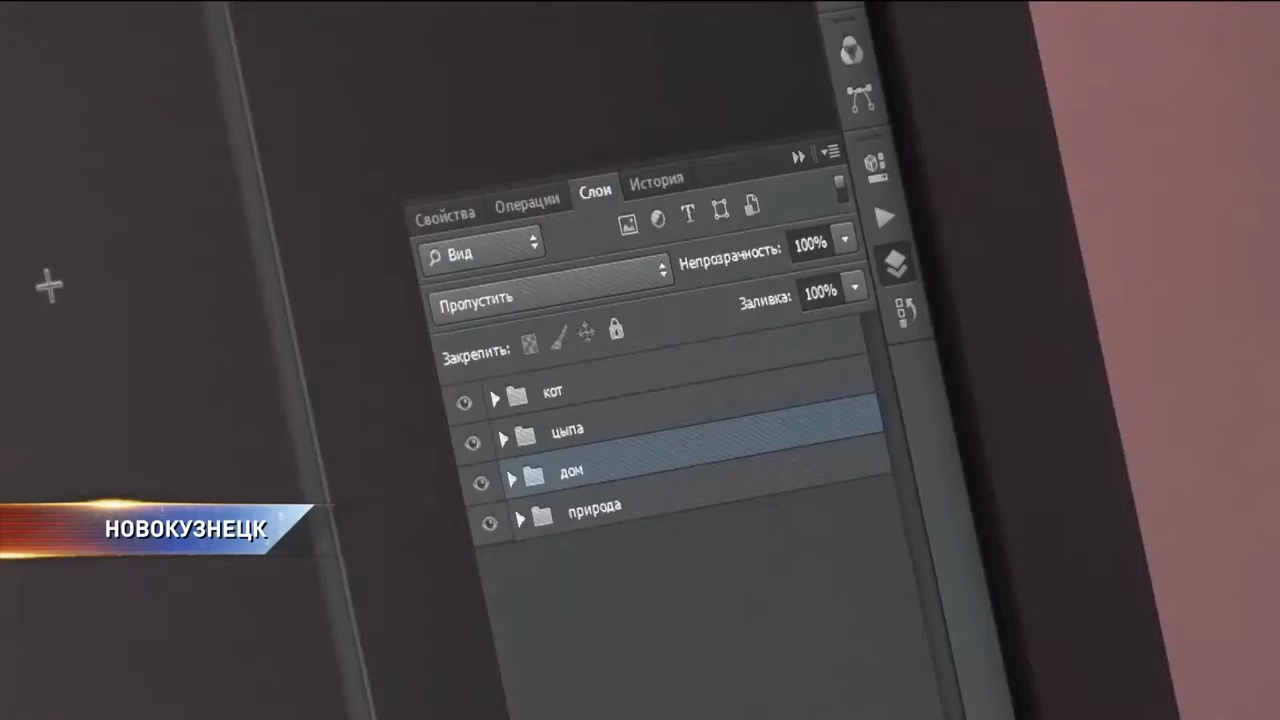 Свойства Операции Слои История
Вид
Пропустить Непрозрачность: 100%
Закрепить: Заливка: 100%
кот
цыпа
дом
природа
НОВОКУЗНЕЦК